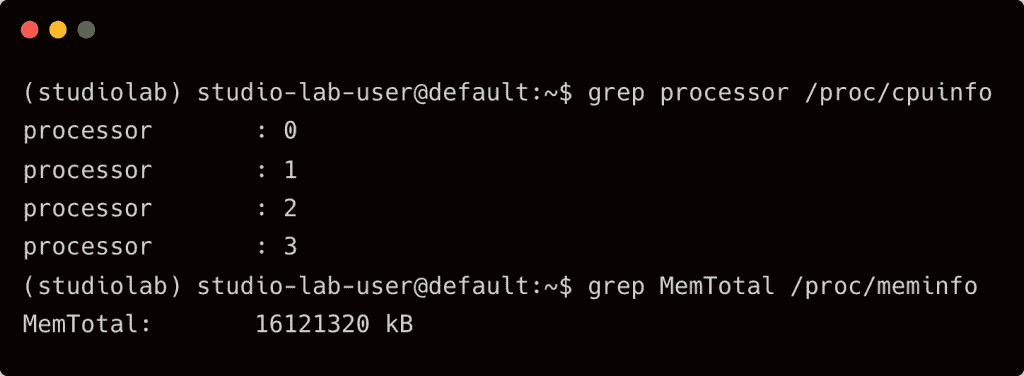 (studiolab) studio-lab-user@default:~$ grep processor /proc/cpuinfo
processor       : 0
processor       : 1
processor       : 2
processor       : 3
(studiolab) studio-lab-user@default:~$ grep MemTotal /proc/meminfo
MemTotal:       16121320 kB